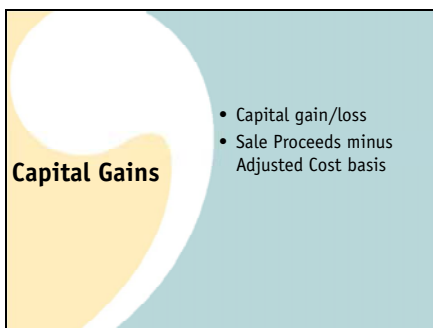 Capital Gains
• Capital gain/loss
• Sale Proceeds minus
Adjusted Cost basis